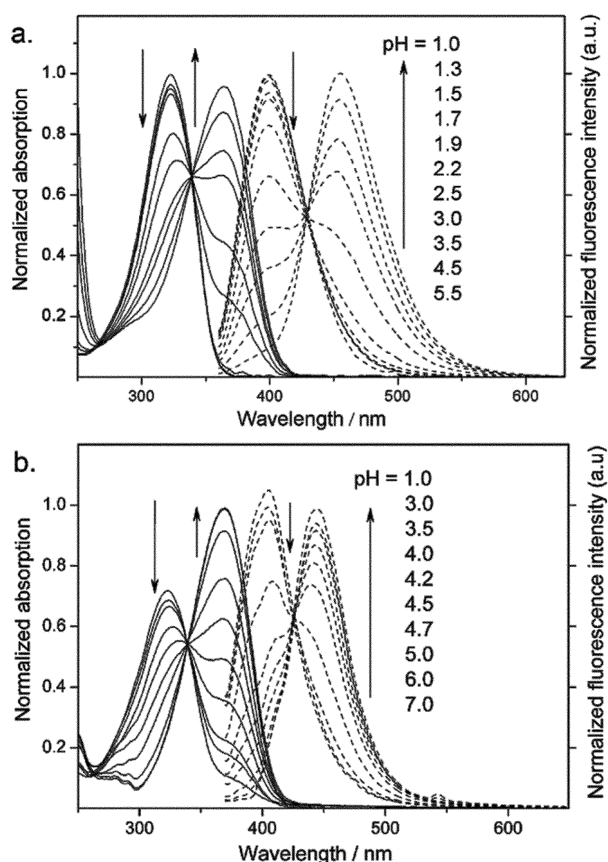 a.
Normalized absorption
1.0
0.8
0.6
0.4
0.2
pH = 1.0
1.3
1.5
1.7
1.9
2.2
2.5
3.0
3.5
4.5
5.5
Normalized fluorescence intensity (a.u.)
300 400 500 600
Wavelength / nm
b.
Normalized absorption
1.0
0.8
0.6
0.4
0.2
pH = 1.0
3.0
3.5
4.0
4.2
4.5
4.7
5.0
6.0
7.0
Normalized fluorescence intensity (a.u)
300 400 500 600
Wavelength / nm